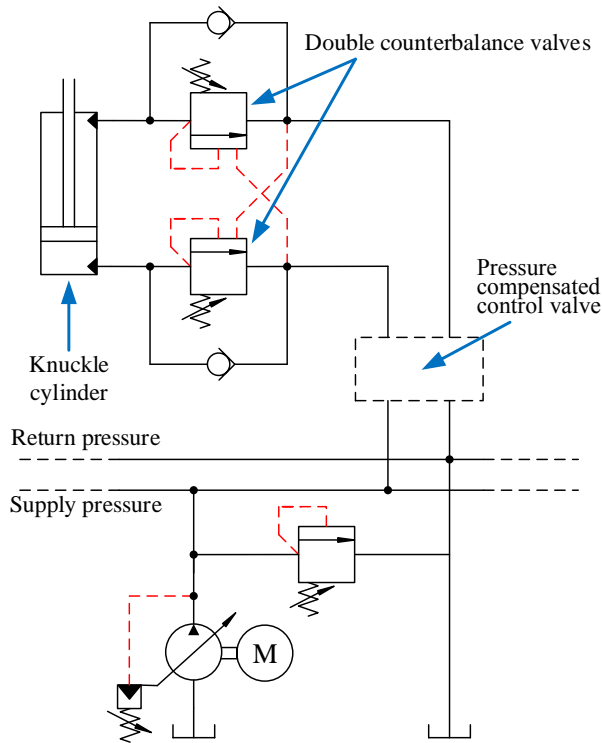 Double counterbalance valves
Pressure
compensated
control valve
Knuckle
cylinder
Return pressure
Supply pressure
M